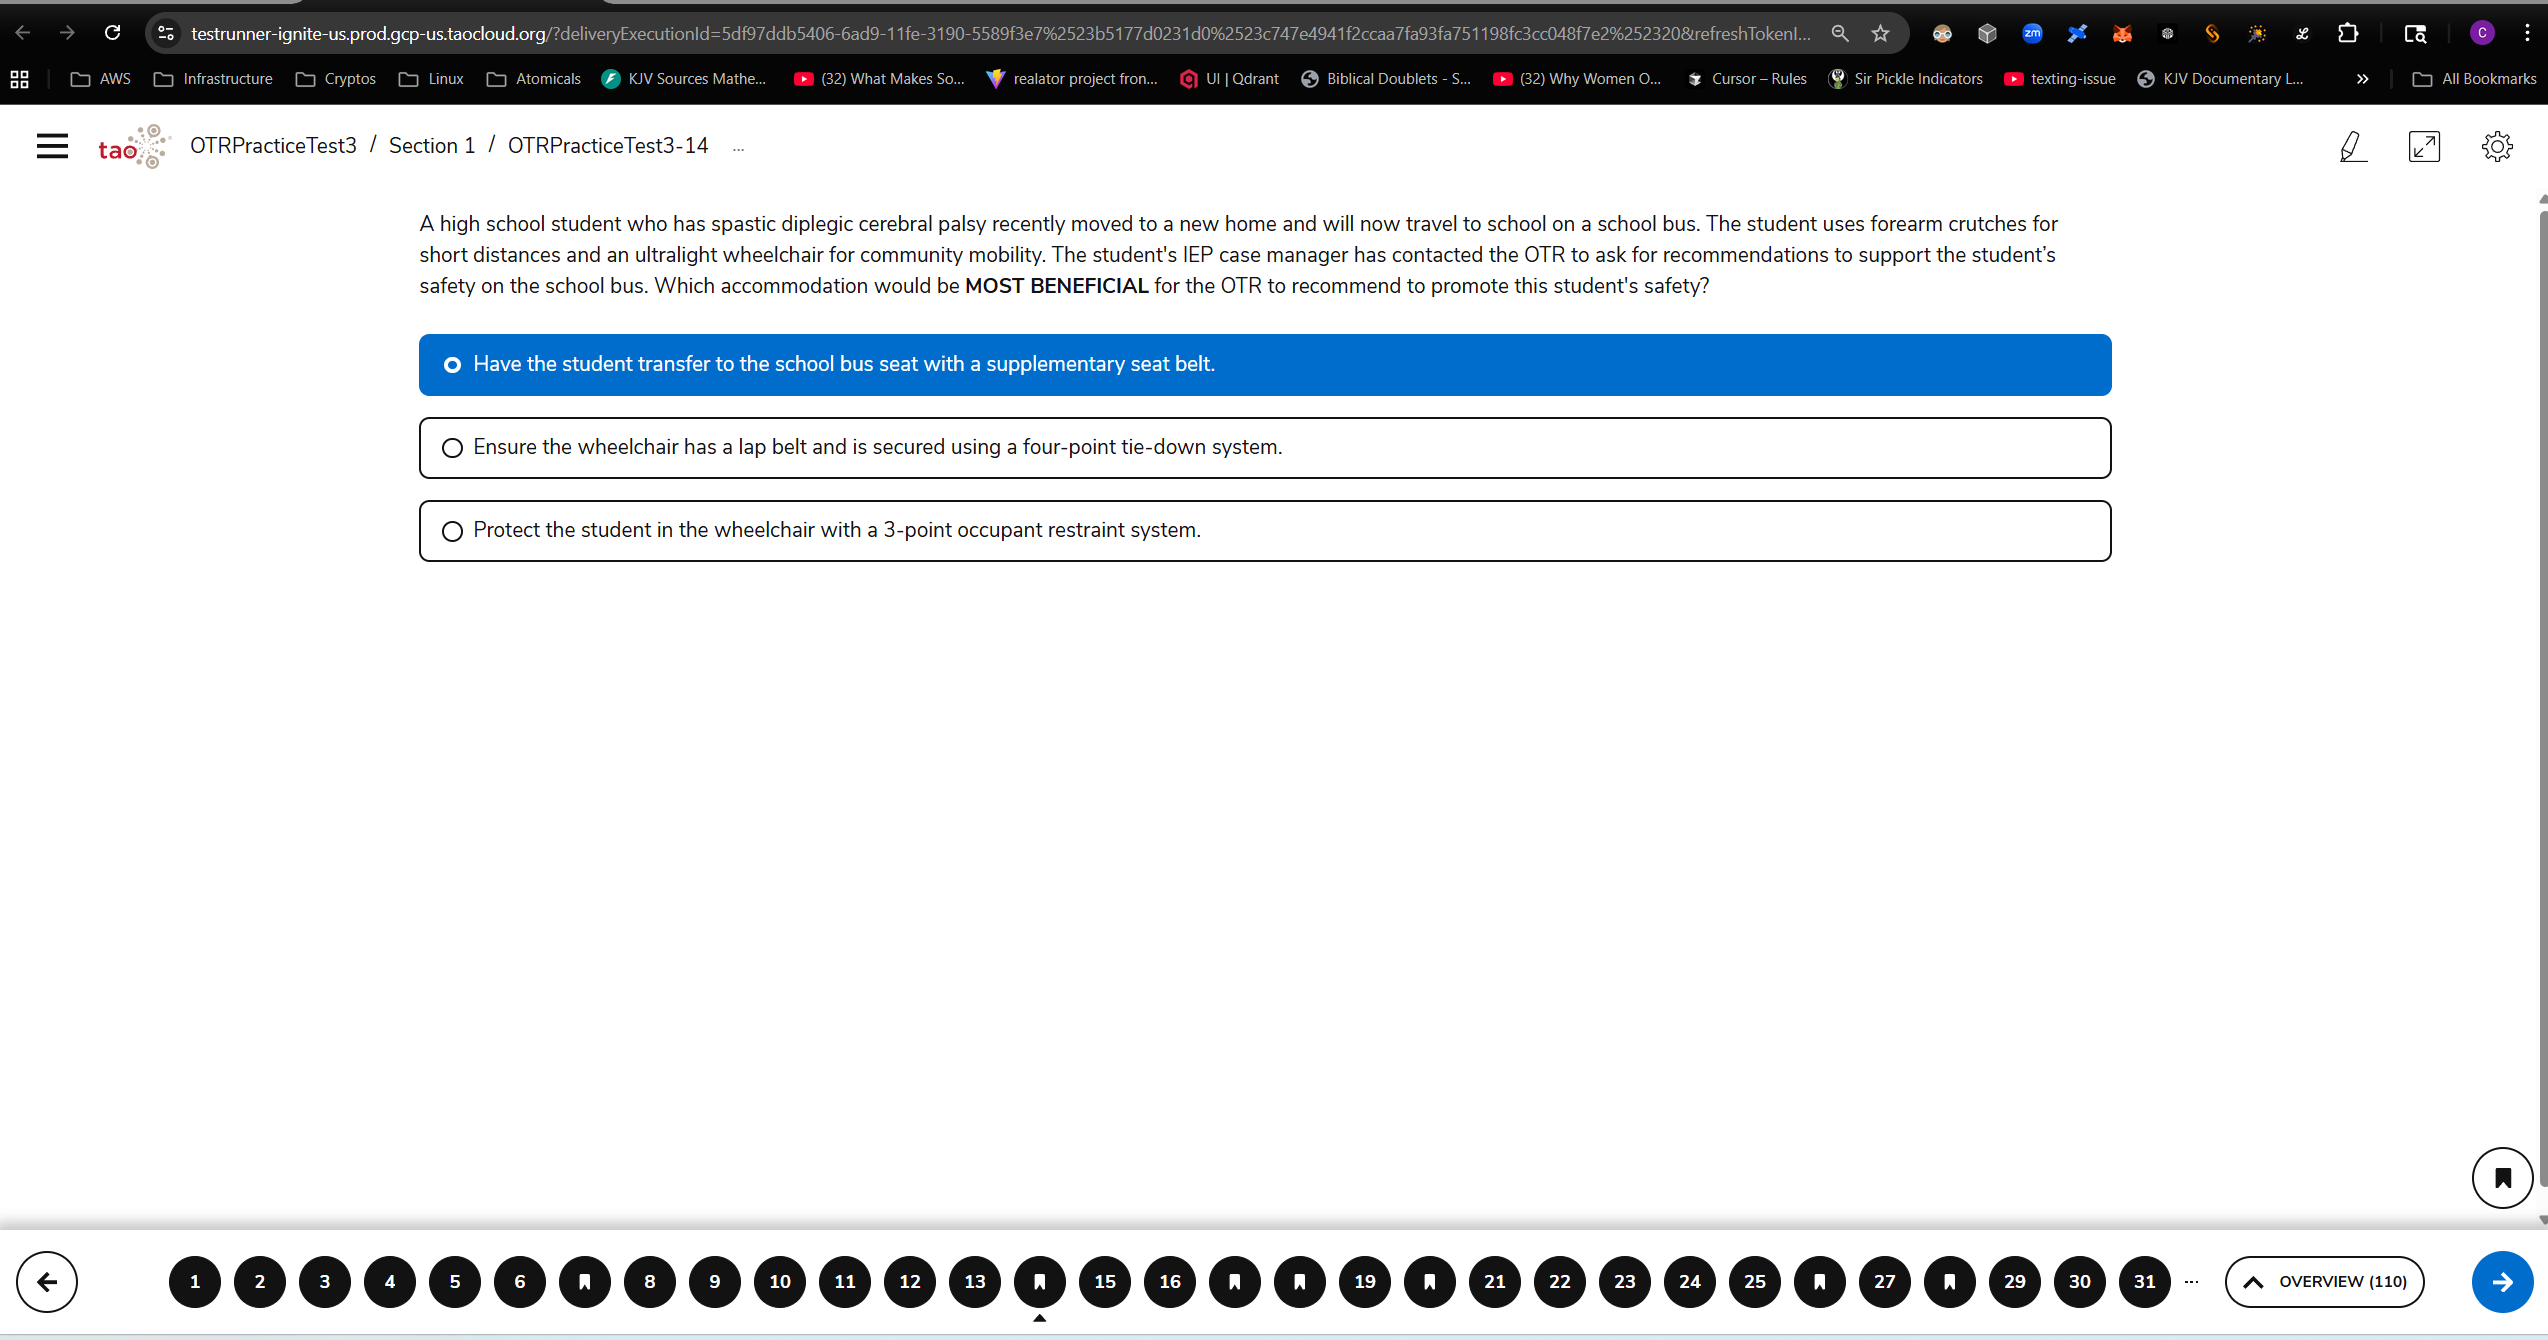 testrunner-ignite-us.prod.gcp-us.taocloud.org/?deliveryExecutionId=5df97ddb5406-6ad9-11fe-3190-5589f3e7%2523b5177d0231d0%2523c747e4941f2ccaa7fa93fa751198fc3cc048f7e2%252320&refreshTokenI...
zm
C
AWS Infrastructure Cryptos Linux Atomicals KJV Sources Mathe... (32) What Makes So... realator project fron... UI | Qdrant Biblical Doublets - S... (32) Why Women O... Cursor – Rules Sir Pickle Indicators texting-issue KJV Documentary L... » All Bookmarks
tao OTRPracticeTest3 / Section 1 / OTRPracticeTest3-14 ...
A high school student who has spastic diplegic cerebral palsy recently moved to a new home and will now travel to school on a school bus. The student uses forearm crutches for
short distances and an ultralight wheelchair for community mobility. The student's IEP case manager has contacted the OTR to ask for recommendations to support the student’s
safety on the school bus. Which accommodation would be MOST BENEFICIAL for the OTR to recommend to promote this student's safety?
Have the student transfer to the school bus seat with a supplementary seat belt.
Ensure the wheelchair has a lap belt and is secured using a four-point tie-down system.
Protect the student in the wheelchair with a 3-point occupant restraint system.
1 2 3 4 5 6 8 9 10 11 12 13 15 16 19 21 22 23 24 25 27 29 30 31 ... OVERVIEW (110)